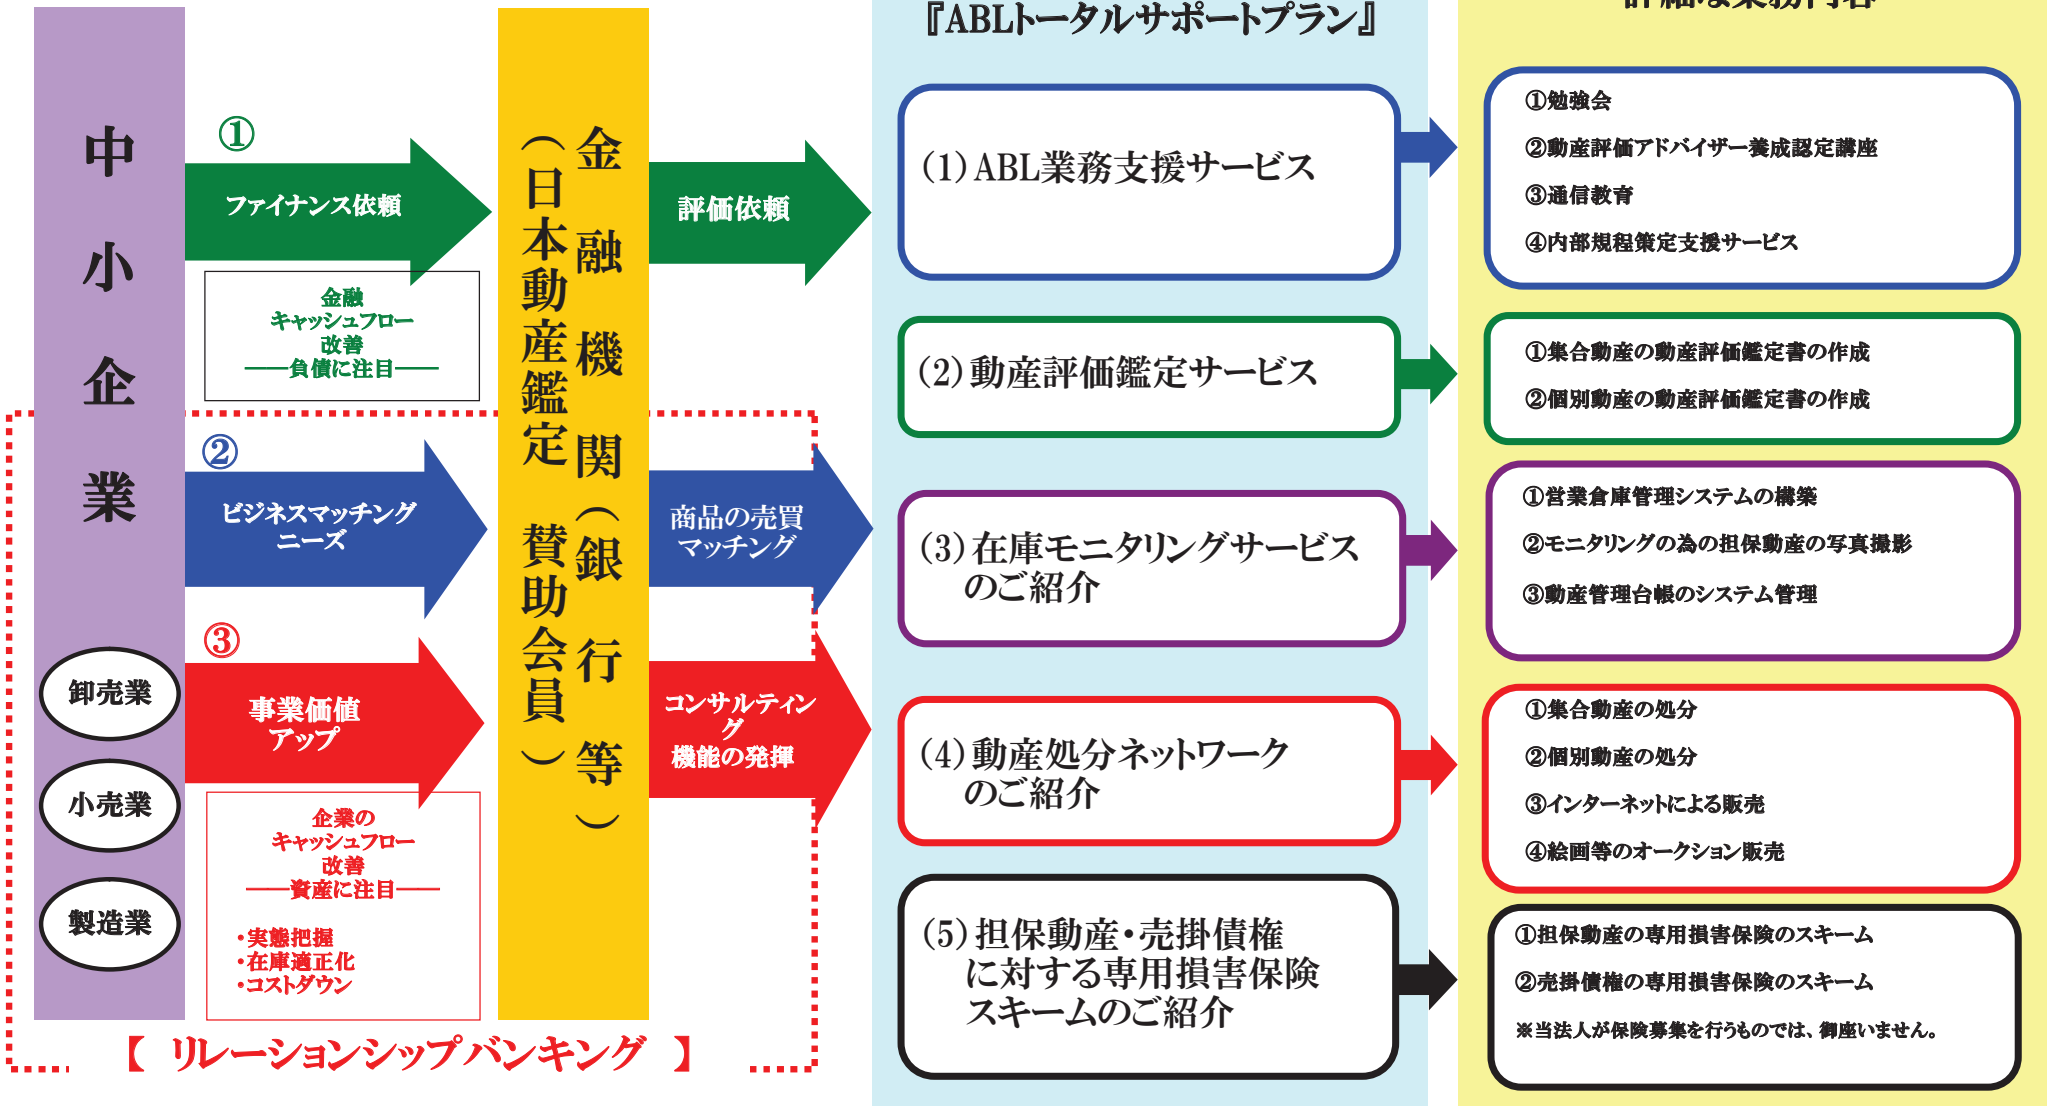 中小企業
卸売業
小売業
製造業
①
ファイナンス依頼
金融
キャッシュフロー
改善
――負債に注目――
②
ビジネスマッチング
ニーズ
③
事業価値
アップ
企業の
キャッシュフロー
改善
――資産に注目――
・実態把握
・在庫適正化
・コストダウン
【 リレーションシップバンキング 】
金融機関(銀行等)
(日本動産鑑定 賛助会員)
評価依頼
商品の売買
マッチング
コンサルティン
グ
機能の発揮
『ABLトータルサポートプラン』
(1)ABL業務支援サービス
(2)動産評価鑑定サービス
(3)在庫モニタリングサービス
のご紹介
(4)動産処分ネットワーク
のご紹介
(5)担保動産・売掛債権
に対する専用損害保険
スキームのご紹介
詳細な業務内容
①勉強会
②動産評価アドバイザー養成認定講座
③通信教育
④内部規程策定支援サービス
①集合動産の動産評価鑑定書の作成
②個別動産の動産評価鑑定書の作成
①営業倉庫管理システムの構築
②モニタリングの為の担保動産の写真撮影
③動産管理台帳のシステム管理
①集合動産の処分
②個別動産の処分
③インターネットによる販売
④絵画等のオークション販売
①担保動産の専用損害保険のスキーム
②売掛債権の専用損害保険のスキーム
※当法人が保険募集を行うものでは、御座いません。